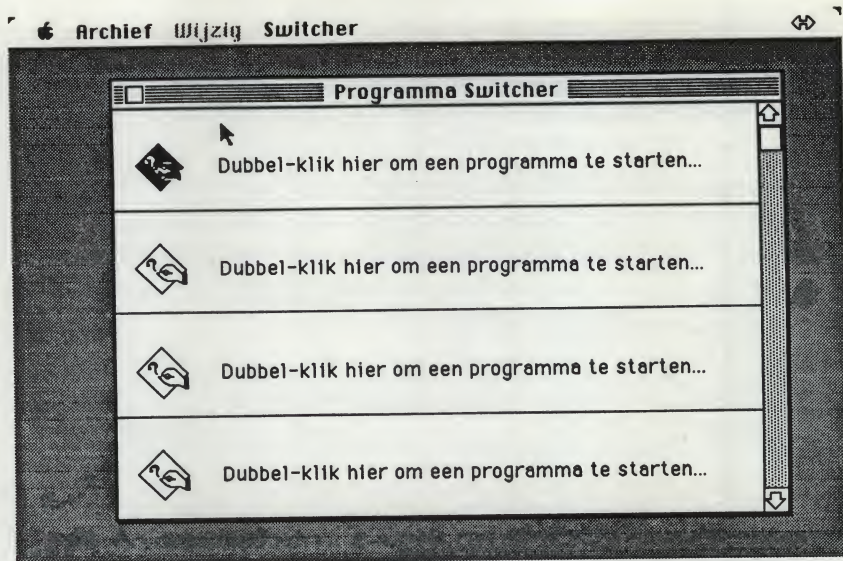 Archief Wijzig Switcher
Programma Switcher
Dubbel-klik hier om een programma te starten...
Dubbel-klik hier om een programma te starten...
Dubbel-klik hier om een programma te starten...
Dubbel-klik hier om een programma te starten...